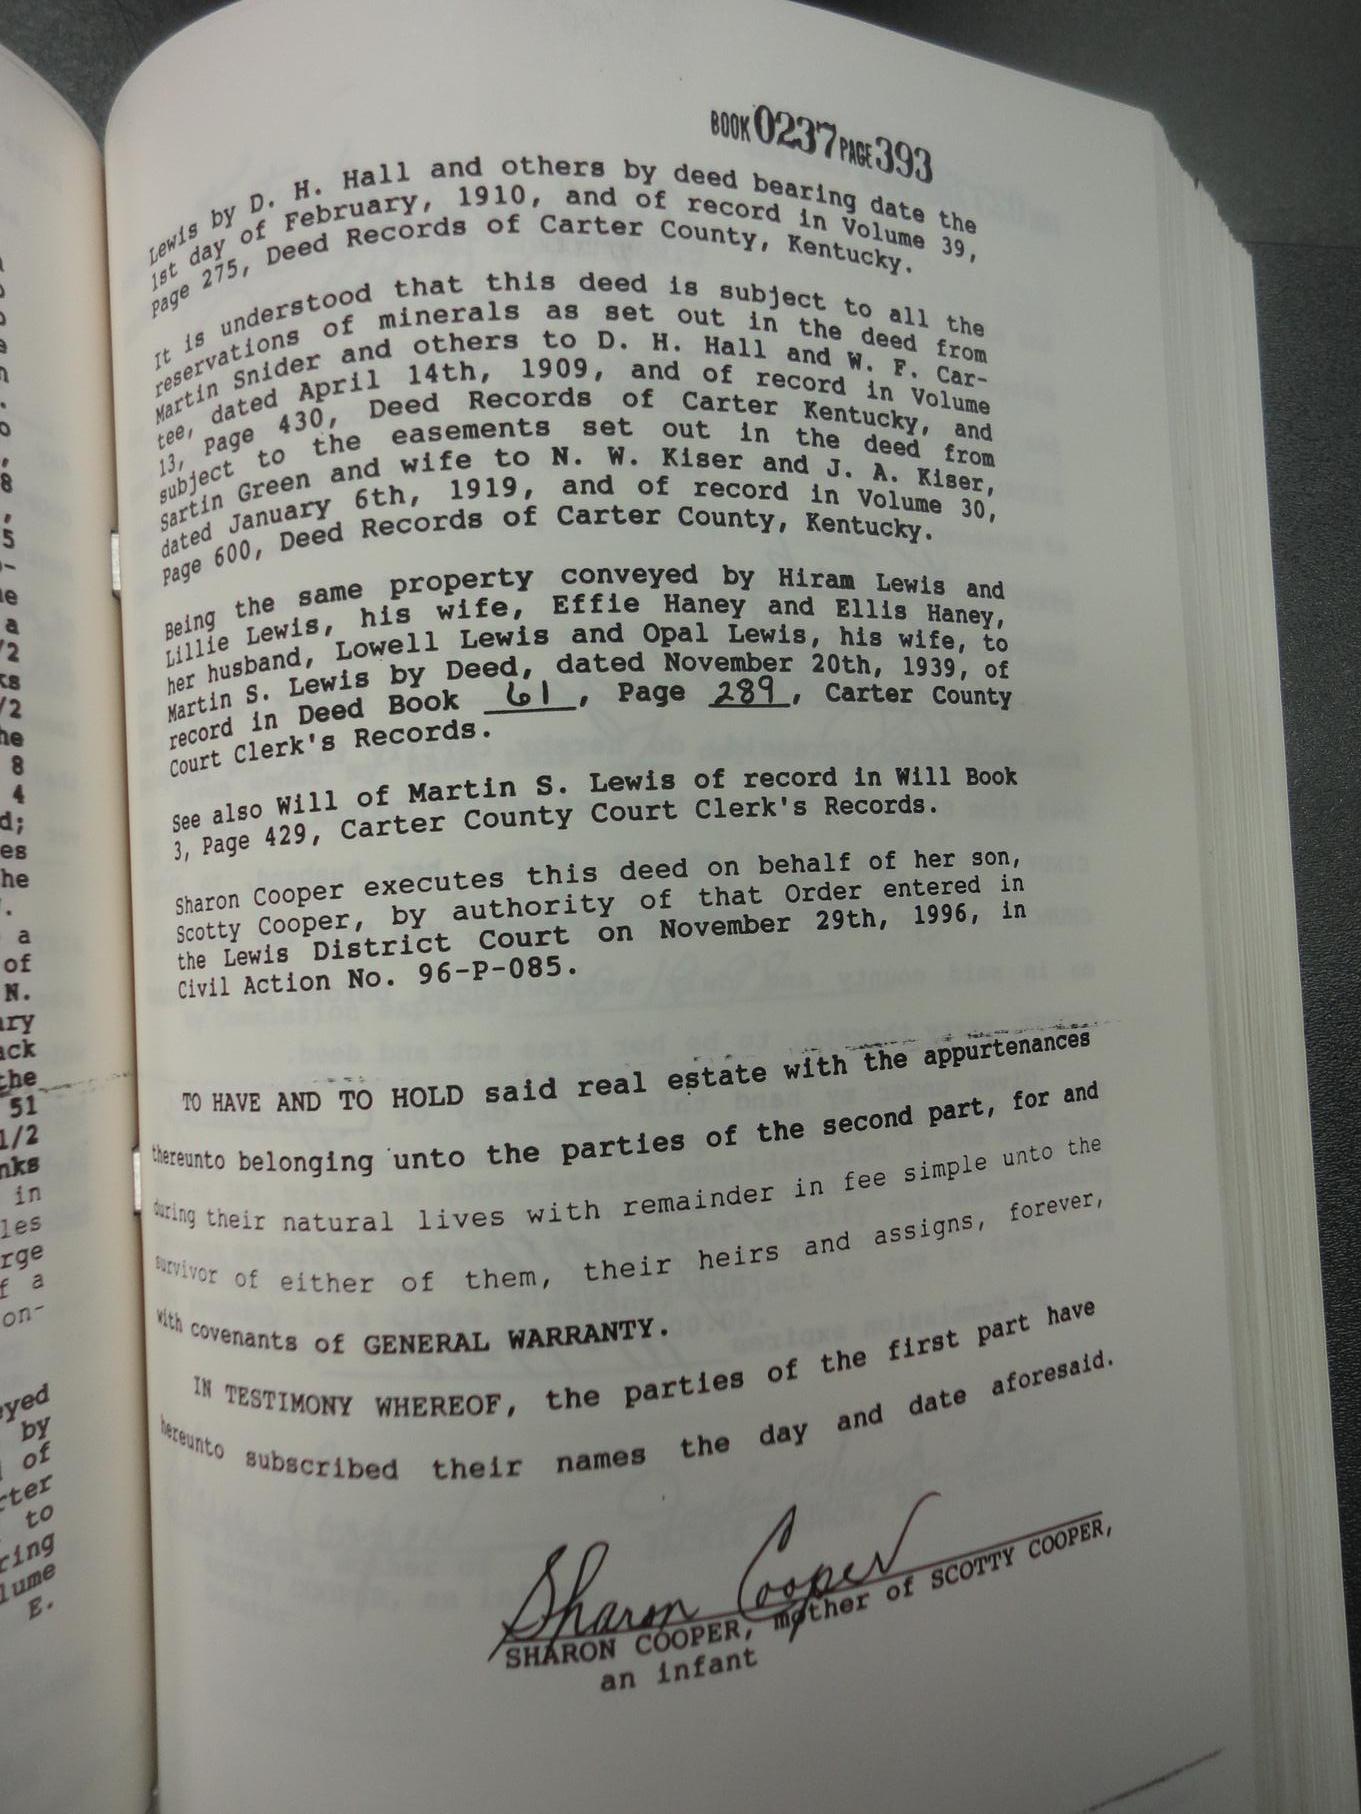 BOOK 0237 PAGE 393
Lewis by D. H. Hall and others by deed bearing date the
1st day of February, 1910, and of record in Volume 39,
Page 275, Deed Records of Carter County, Kentucky.
It is understood that this deed is subject to all the
reservations of minerals as set out in the deed from
Martin Snider and others to D. H. Hall and W. F. Car-
tee, dated April 14th, 1909, and of record in Volume
13, Page 430, Deed Records of Carter Kentucky, and
subject to the easements set out in the deed from
Sartin Green and wife to N. W. Kiser and J. A. Kiser,
dated January 6th, 1919, and of record in Volume 30,
Page 600, Deed Records of Carter County, Kentucky.
Being the same property conveyed by Hiram Lewis and
Lillie Lewis, his wife, Effie Haney and Ellis Haney,
her husband, Lowell Lewis and Opal Lewis, his wife, to
Martin S. Lewis by Deed, dated November 20th, 1939, of
record in Deed Book 61, Page 289, Carter County
Court Clerk's Records.
See also Will of Martin S. Lewis of record in Will Book
3, Page 429, Carter County Court Clerk's Records.
Sharon Cooper executes this deed on behalf of her son,
Scotty Cooper, by authority of that Order entered in
the Lewis District Court on November 29th, 1996, in
Civil Action No. 96-P-085.
TO HAVE AND TO HOLD said real estate with the appurtenances
thereunto belonging unto the parties of the second part, for and
during their natural lives with remainder in fee simple unto the
survivor of either of them, their heirs and assigns, forever,
with covenants of GENERAL WARRANTY.
IN TESTIMONY WHEREOF, the parties of the first part have
hereunto subscribed their names the day and date aforesaid.
Sharon Cooper
SHARON COOPER, mother of SCOTTY COOPER,
an infant